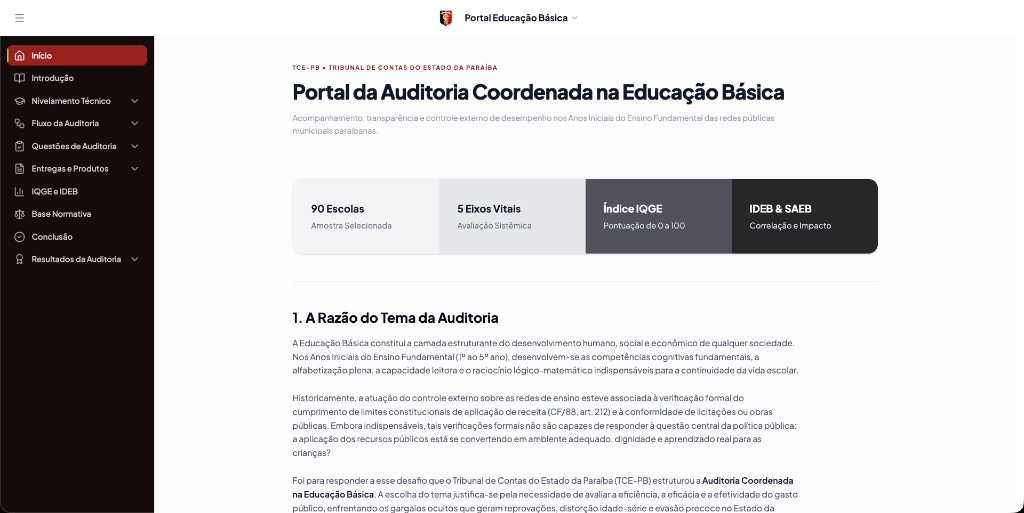 Portal Educação Básica
Início
Introdução
Nivelamento Técnico
Fluxo da Auditoria
Questões de Auditoria
Entregas e Produtos
IQGE e IDEB
Base Normativa
Conclusão
Resultados da Auditoria
TCE-PB • TRIBUNAL DE CONTAS DO ESTADO DA PARAÍBA
Portal da Auditoria Coordenada na Educação Básica
Acompanhamento, transparência e controle externo de desempenho nos Anos Iniciais do Ensino Fundamental das redes públicas
municipais paraibanas.
90 Escolas
Amostra Selecionada
5 Eixos Vitais
Avaliação Sistêmica
Índice IQGE
Pontuação de 0 a 100
IDEB & SAEB
Correlação e Impacto
1. A Razão do Tema da Auditoria
A Educação Básica constitui a camada estruturante do desenvolvimento humano, social e econômico de qualquer sociedade.
Nos Anos Iniciais do Ensino Fundamental (1º ao 5º ano), desenvolvem-se as competências cognitivas fundamentais, a
alfabetização plena, a capacidade leitora e o raciocínio lógico-matemático indispensáveis para a continuidade da vida escolar.
Historicamente, a atuação do controle externo sobre as redes de ensino esteve associada à verificação formal do
cumprimento de limites constitucionais de aplicação de receita (CF/88, art. 212) e à conformidade de licitações ou obras
públicas. Embora indispensáveis, tais verificações formais não são capazes de responder à questão central da política pública:
a aplicação dos recursos públicos está se convertendo em ambiente adequado, dignidade e aprendizado real para as
crianças?
Foi para responder a esse desafio que o Tribunal de Contas do Estado da Paraíba (TCE-PB) estruturou a Auditoria Coordenada
na Educação Básica. A escolha do tema justifica-se pela necessidade de avaliar a eficiência, a eficácia e a efetividade do gasto
público, enfrentando os gargalos ocultos que geram reprovações, distorção idade-série e evasão precoce no Estado da